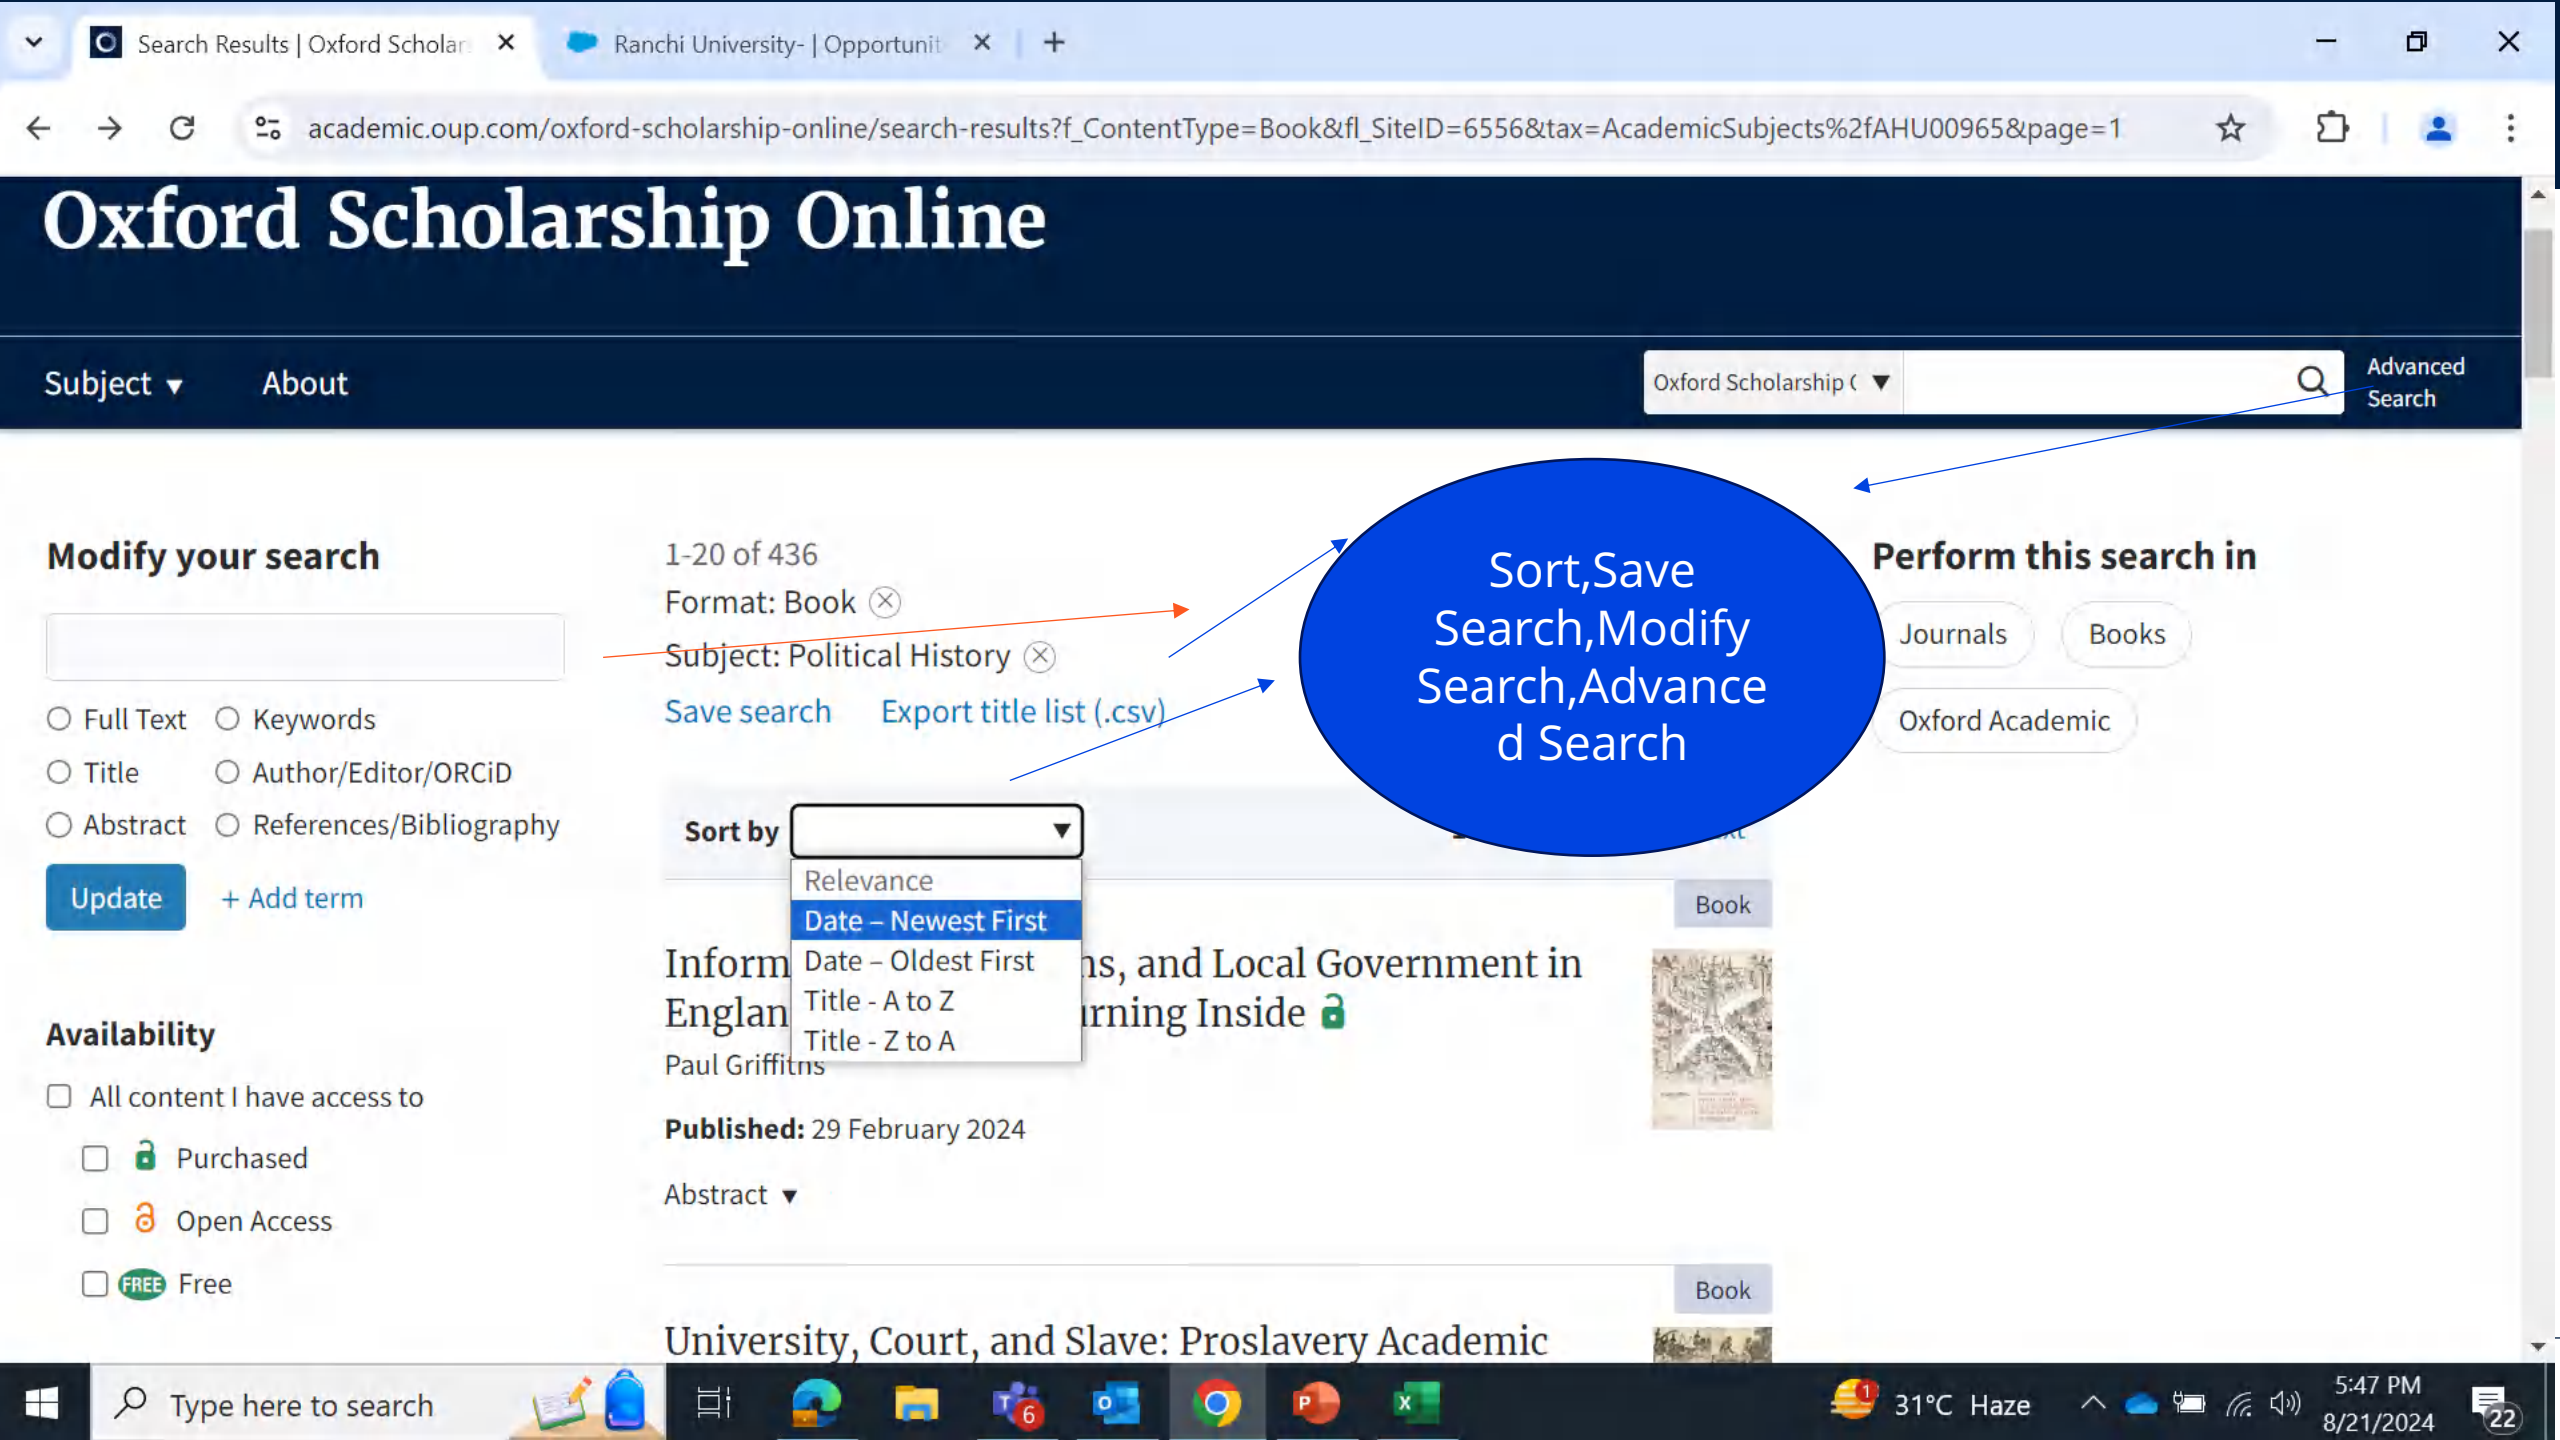 Search Results | Oxford Scholar
Ranchi University- | Opportunit
academic.oup.com/oxford-scholarship-online/search-results?f_ContentType=Book&fl_SiteID=6556&tax=AcademicSubjects%2fAHU00965&page=1
Oxford Scholarship Online
Subject
About
Oxford Scholarship (
Advanced
Search
Modify your search
Full Text
Keywords
Title
Author/Editor/ORCiD
Abstract
References/Bibliography
Update
+ Add term
Availability
All content I have access to
Purchased
Open Access
FREE Free
1-20 of 436
Format: Book
Subject: Political History
Save search
Export title list (.csv)
Sort by
Relevance
Date – Newest First
Date – Oldest First
Title - A to Z
Title - Z to A
Sort,Save
Search,Modify
Search,Advance
d Search
Perform this search in
Journals
Books
Oxford Academic
Book
and Local Government in
Inside
Paul Griffiths
Published: 29 February 2024
Abstract
Book
University, Court, and Slave: Proslavery Academic
Type here to search
6
1
31°C Haze
5:47 PM
8/21/2024
22